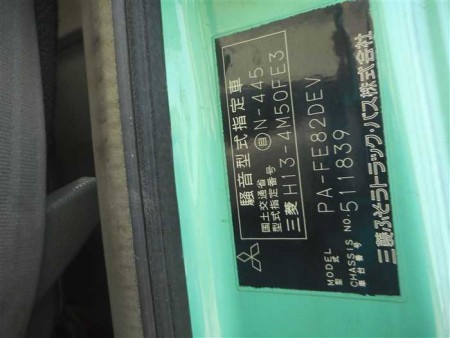 騒音型式指定車
国土交通省
型式指定番号 自 N-445
三菱 H13-4M50EE3
MODEL
型式 PA-FE82DEV
CHASSIS NO.
車台番号 511839
三菱ふそうトラック・バス株式会社